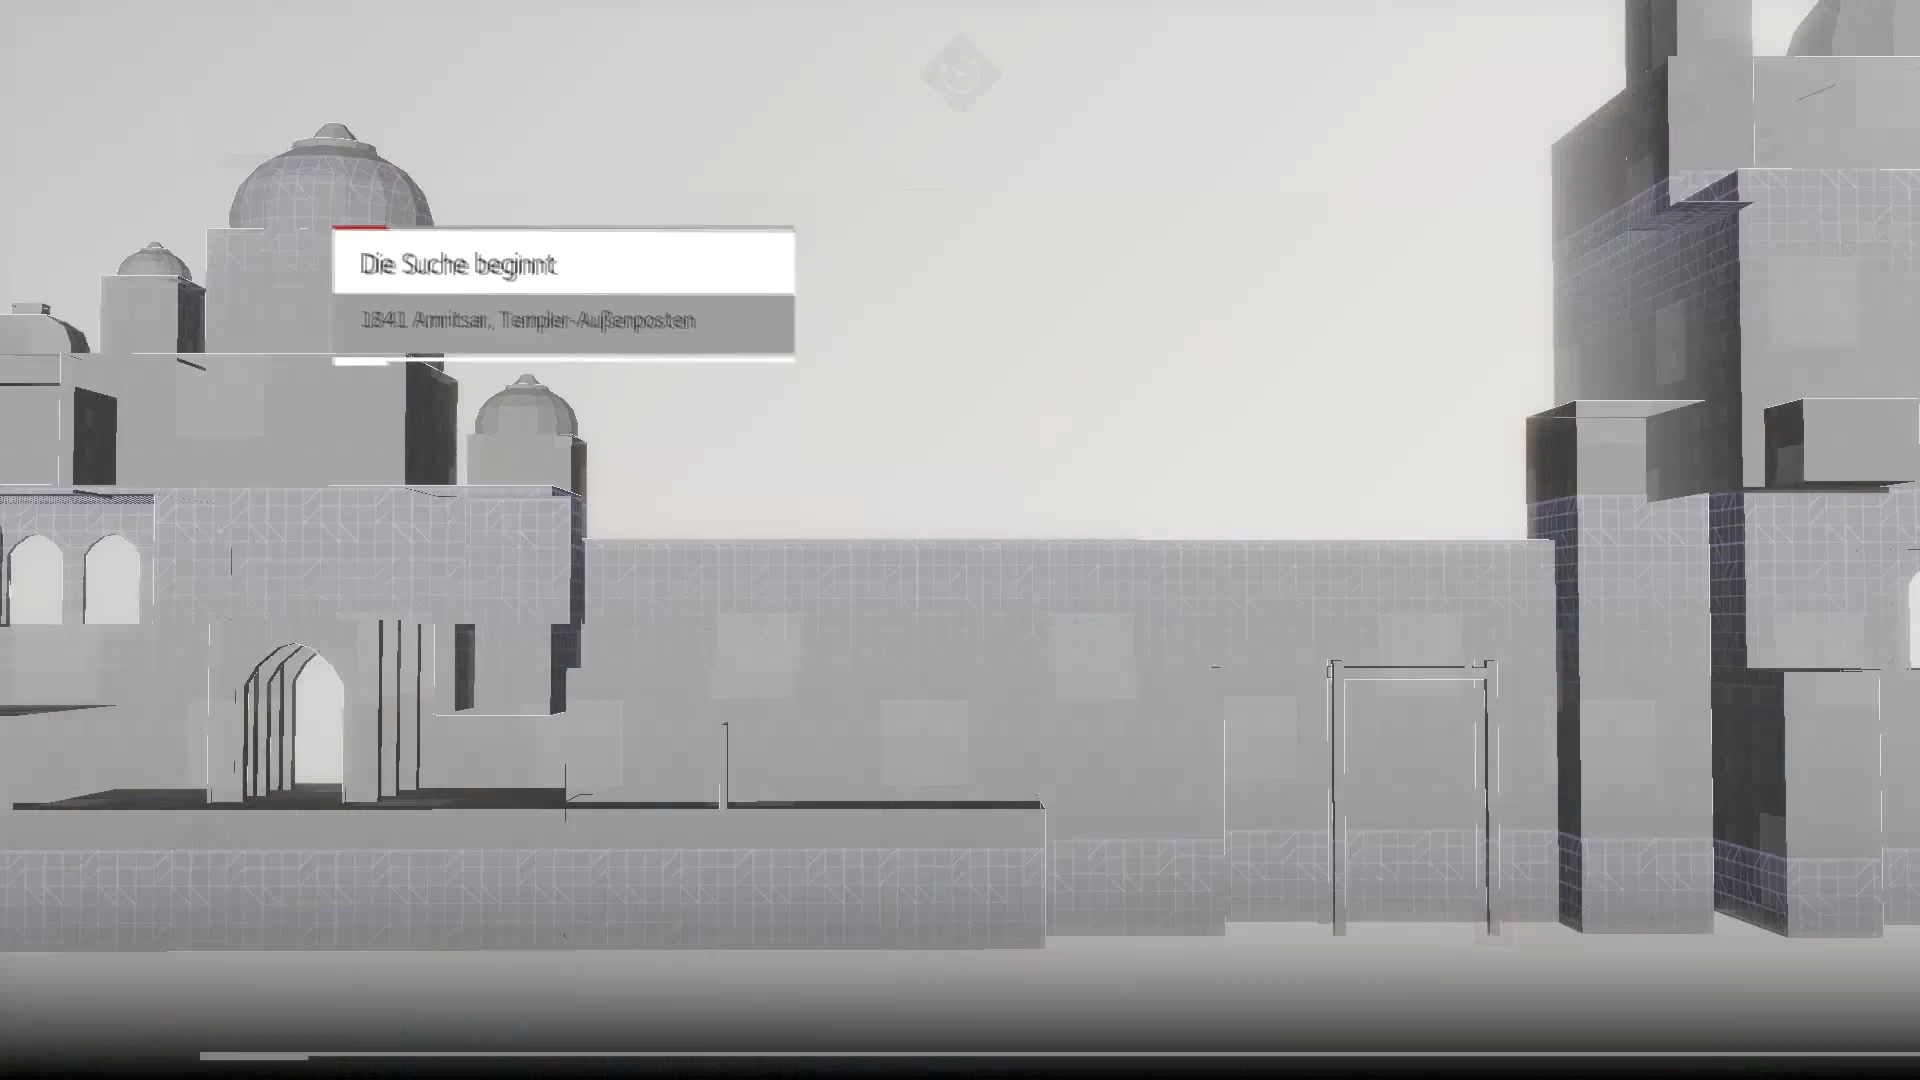 Die Suche beginnt
1841 Amritsar, Templer-Außenposten